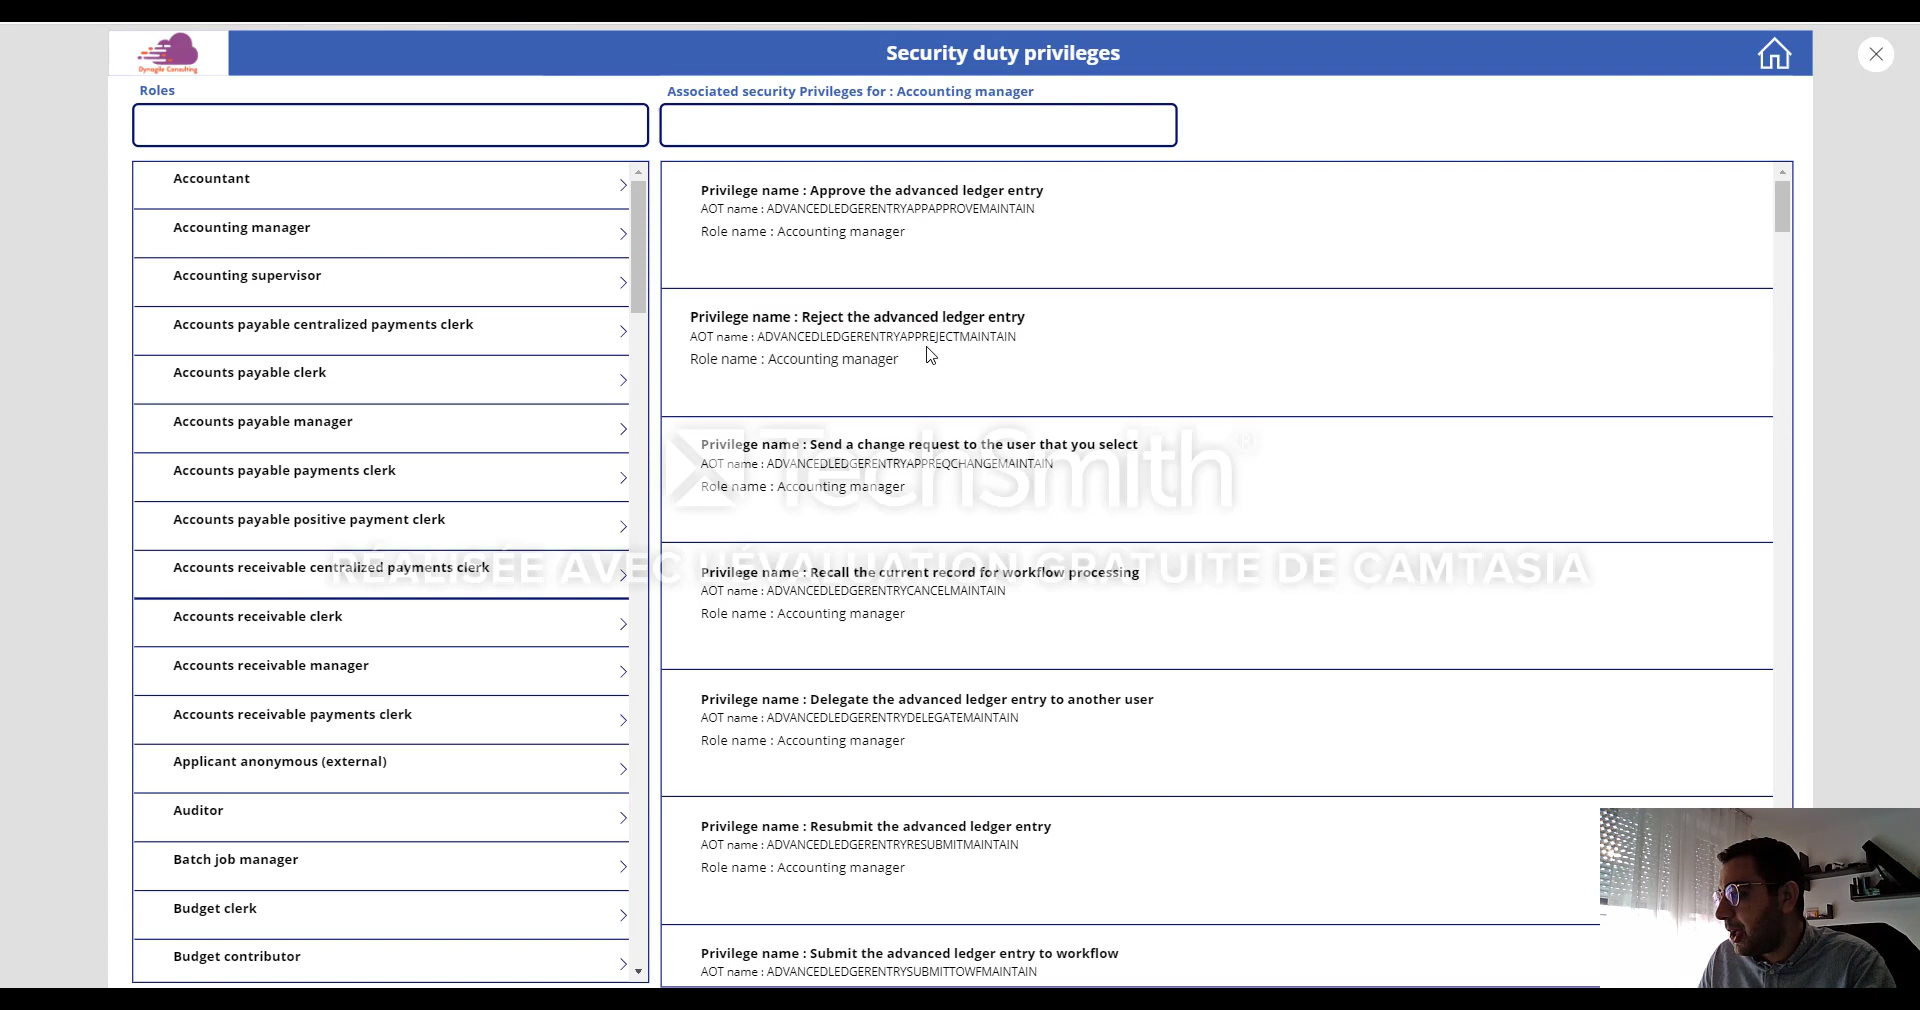 Dynagile Consulting
Security duty privileges
Roles
Associated security Privileges for : Accounting manager
Accountant
Accounting manager
Accounting supervisor
Accounts payable centralized payments clerk
Accounts payable clerk
Accounts payable manager
Accounts payable payments clerk
Accounts payable positive payment clerk
Accounts receivable centralized payments clerk
Accounts receivable clerk
Accounts receivable manager
Accounts receivable payments clerk
Applicant anonymous (external)
Auditor
Batch job manager
Budget clerk
Budget contributor
Privilege name : Approve the advanced ledger entry
AOT name : ADVANCEDLEDGERENTRYAPPAPPROVEMAINTAIN
Role name : Accounting manager
Privilege name : Reject the advanced ledger entry
AOT name : ADVANCEDLEDGERENTRYAPPREJECTMAINTAIN
Role name : Accounting manager
Privilege name : Send a change request to the user that you select
AOT name : ADVANCEDLEDGERENTRYAPPREQCHANGEMAINTAIN
Role name : Accounting manager
Privilege name : Recall the current record for workflow processing
AOT name : ADVANCEDLEDGERENTRYCANCELMAINTAIN
Role name : Accounting manager
Privilege name : Delegate the advanced ledger entry to another user
AOT name : ADVANCEDLEDGERENTRYDELEGATEMAINTAIN
Role name : Accounting manager
Privilege name : Resubmit the advanced ledger entry
AOT name : ADVANCEDLEDGERENTRYRESUBMITMAINTAIN
Role name : Accounting manager
Privilege name : Submit the advanced ledger entry to workflow
AOT name : ADVANCEDLEDGERENTRYSUBMITTOWFMAINTAIN
TechSmith®
RÉALISÉE AVEC L'ÉVALUATION GRATUITE DE CAMTASIA